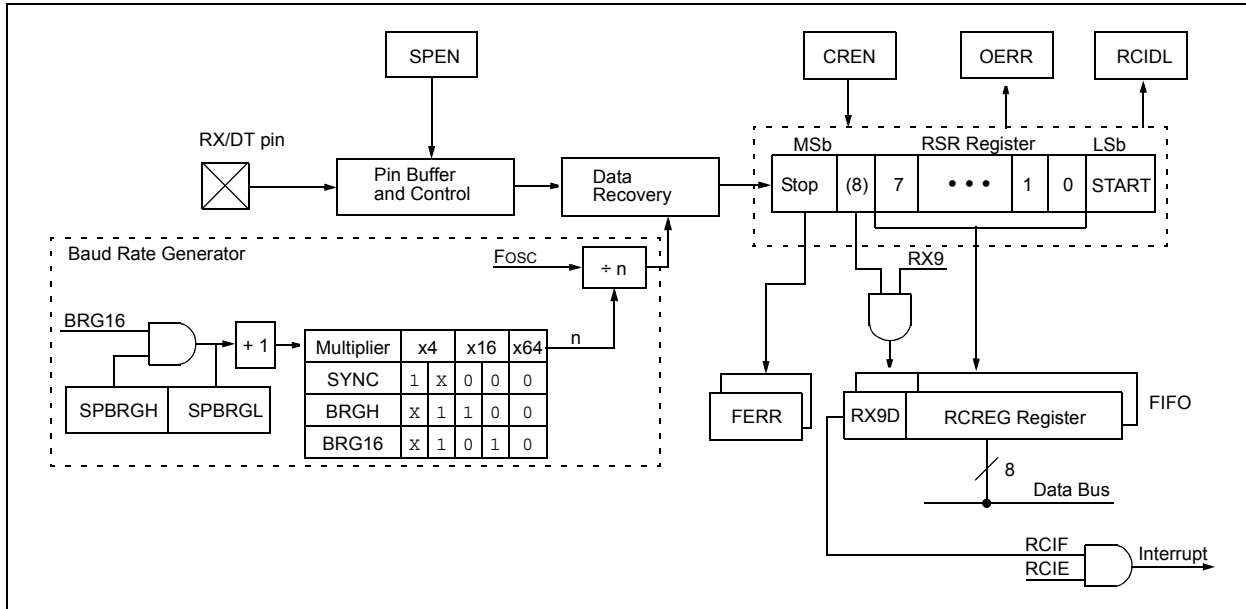 SPEN
CREN
OERR
RCIDL
RX/DT pin
Pin Buffer
and Control
Data
Recovery
MSb
RSR Register
LSb
Stop (8) 7 • • • 1 0 START
Baud Rate Generator
FOSC
÷ n
RX9
BRG16
+ 1
n
Multiplier x4 x16 x64
SYNC 1 X 0 0 0
BRGH X 1 1 0 0
BRG16 X 1 0 1 0
SPBRGH SPBRGL
FERR
RX9D RCREG Register
FIFO
8
Data Bus
RCIF
RCIE
Interrupt